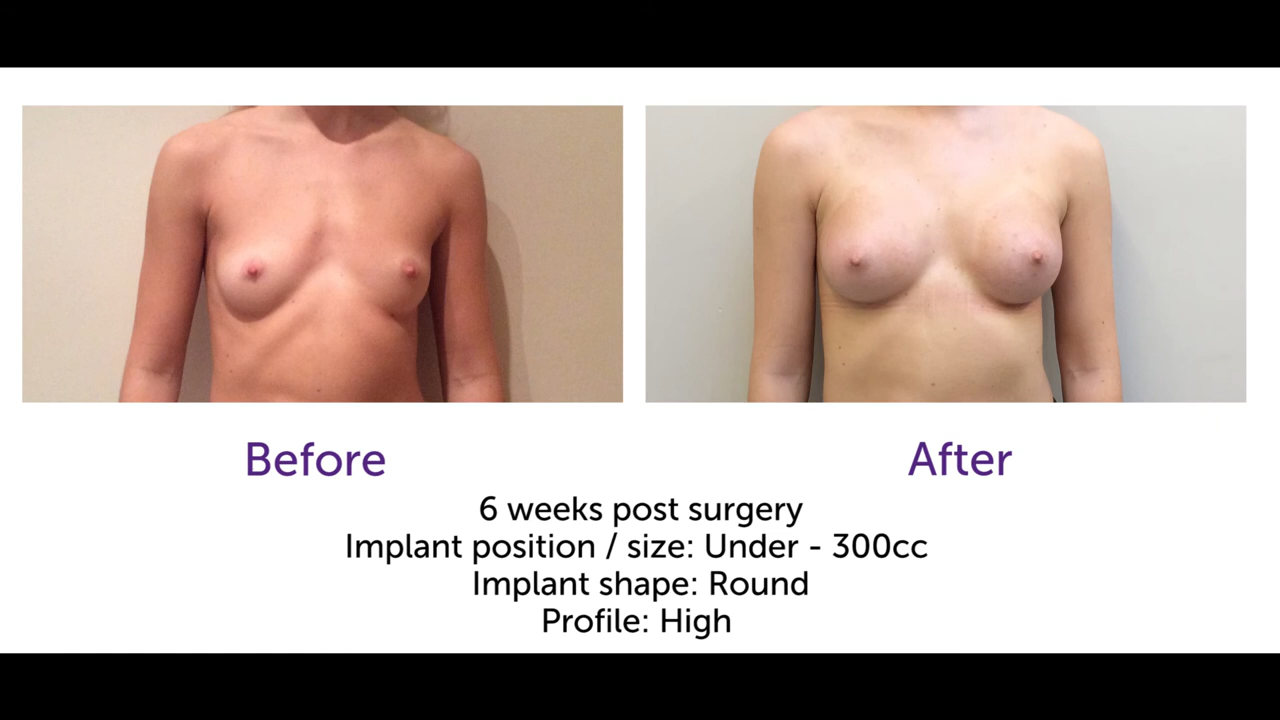 Before
After
6 weeks post surgery
Implant position / size: Under - 300cc
Implant shape: Round
Profile: High